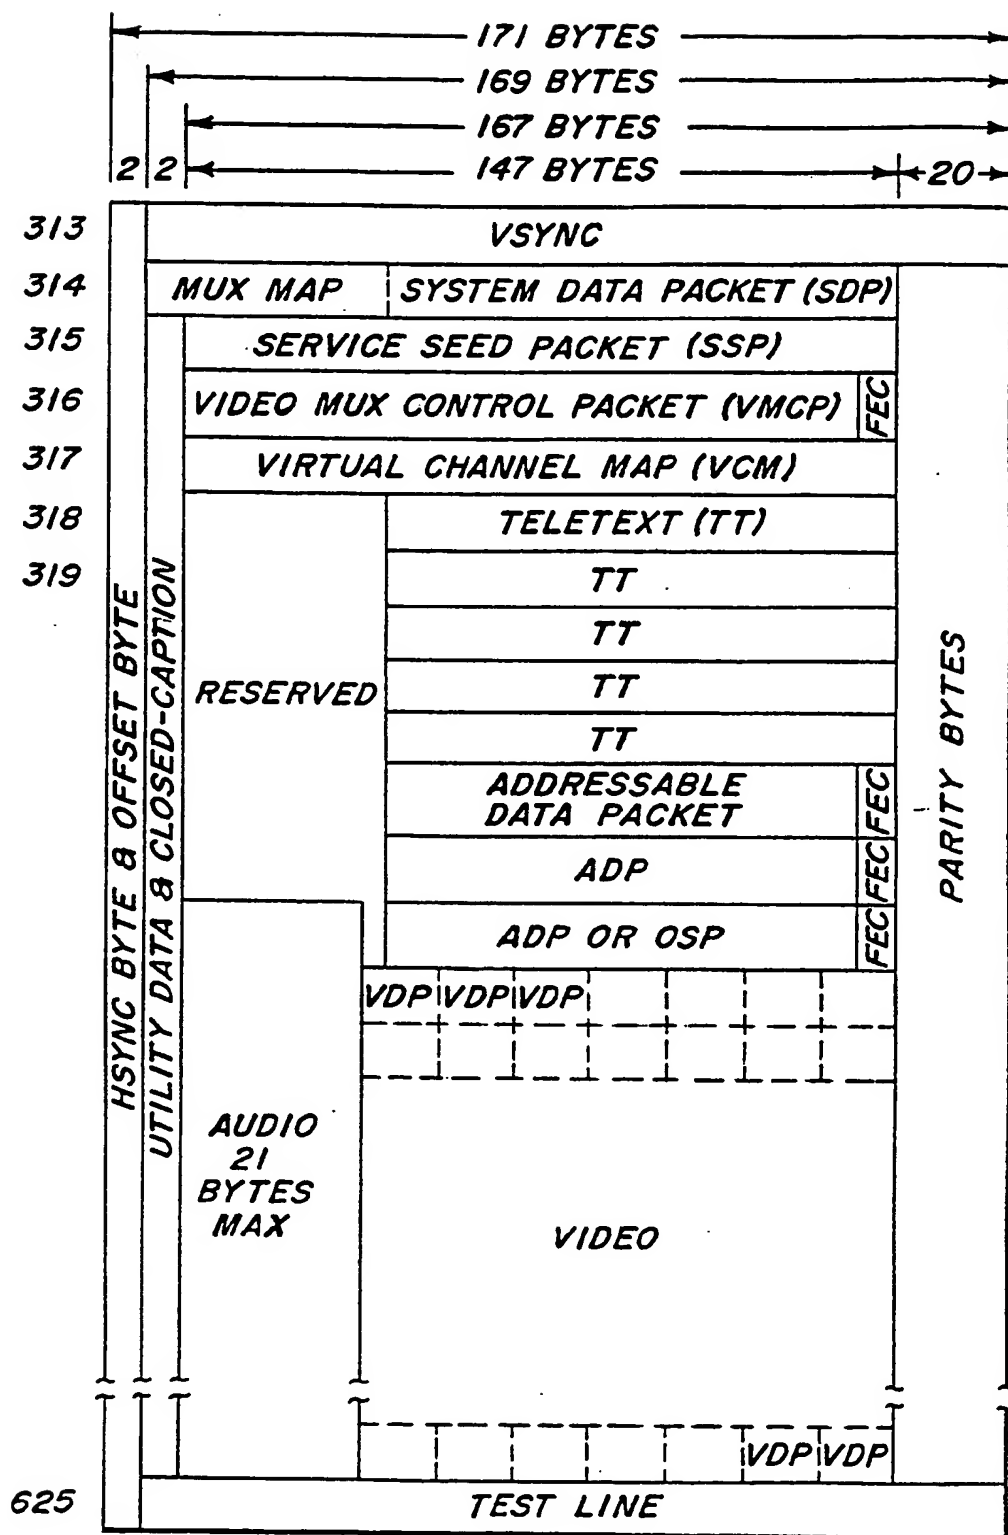 171 BYTES
169 BYTES
167 BYTES
2 2 147 BYTES 20
313 VSYNC
314 MUX MAP SYSTEM DATA PACKET (SDP)
315 SERVICE SEED PACKET (SSP)
316 VIDEO MUX CONTROL PACKET (VMCP) FEC
317 VIRTUAL CHANNEL MAP (VCM)
318 TELETEXT (TT)
319 TT
TT
TT
TT
HSYNC BYTE & OFFSET BYTE
UTILITY DATA & CLOSED-CAPTION
RESERVED
ADDRESSABLE
DATA PACKET FEC
ADP FEC
ADP OR OSP FEC
PARITY BYTES
VDP VDP VDP
AUDIO
21
BYTES
MAX
VIDEO
VDP VDP
625 TEST LINE